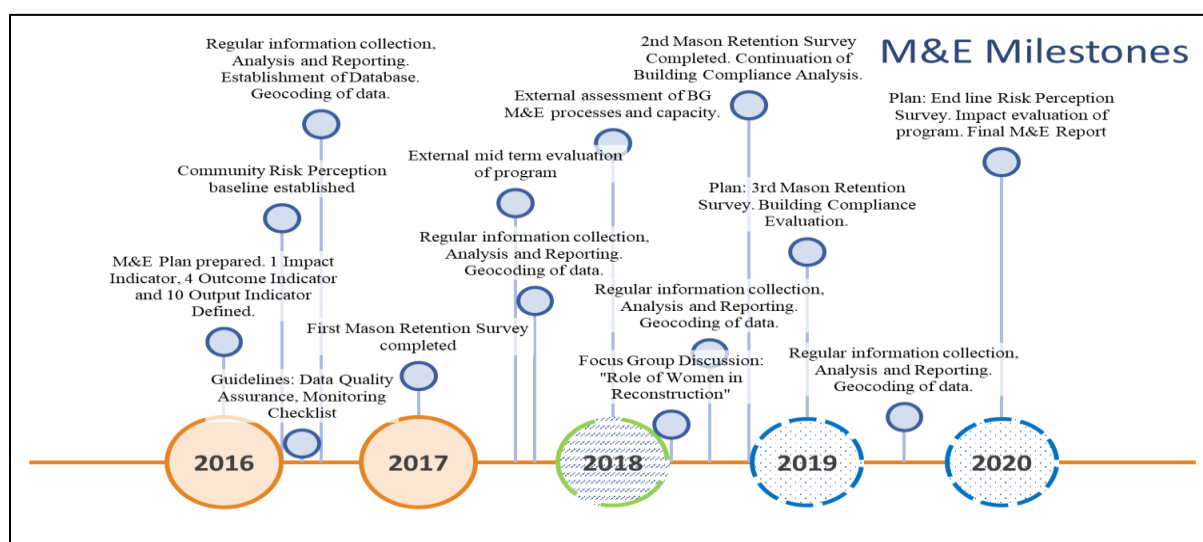 M&E Milestones
Regular information collection,
Analysis and Reporting.
Establishment of Database.
Geocoding of data.
2nd Mason Retention Survey
Completed. Continuation of
Building Compliance Analysis.
External assessment of BG
M&E processes and capacity.
Plan: End line Risk Perception
Survey. Impact evaluation of
program. Final M&E Report
Community Risk Perception
baseline established
External mid term evaluation
of program
Plan: 3rd Mason Retention
Survey. Building Compliance
Evaluation.
Regular information collection,
Analysis and Reporting.
Geocoding of data.
M&E Plan prepared. 1 Impact
Indicator, 4 Outcome Indicator
and 10 Output Indicator
Defined.
Regular information collection,
Analysis and Reporting.
Geocoding of data.
First Mason Retention Survey
completed
Focus Group Discussion:
"Role of Women in
Reconstruction"
Regular information collection,
Analysis and Reporting.
Geocoding of data.
Guidelines: Data Quality
Assurance, Monitoring
Checklist
2016
2017
2018
2019
2020